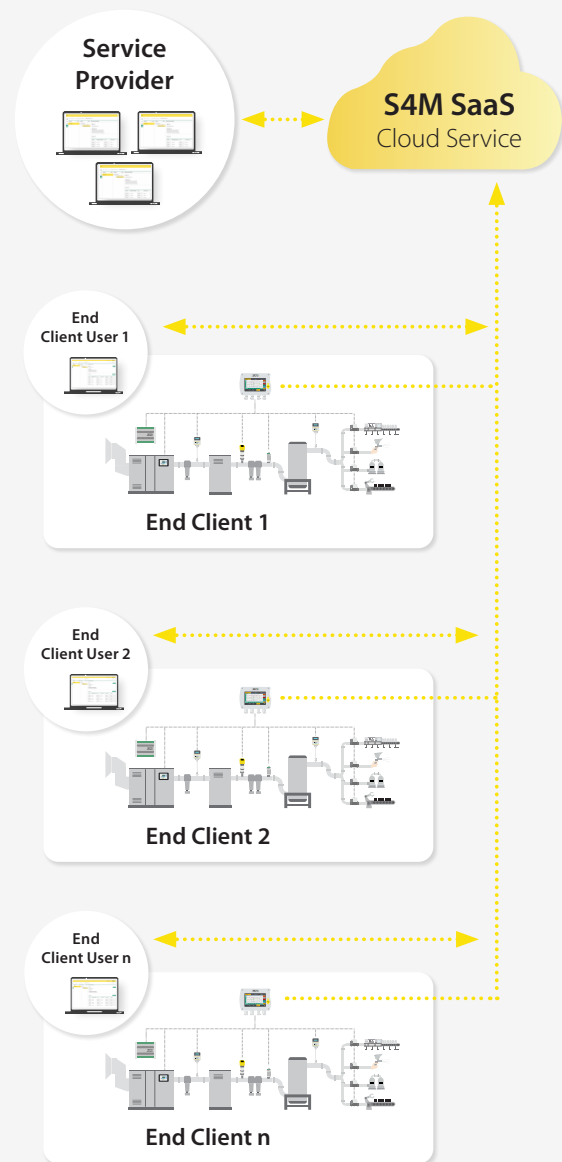 Service
Provider
S4M SaaS
Cloud Service
End
Client User 1
End Client 1
End
Client User 2
End Client 2
End
Client User n
End Client n